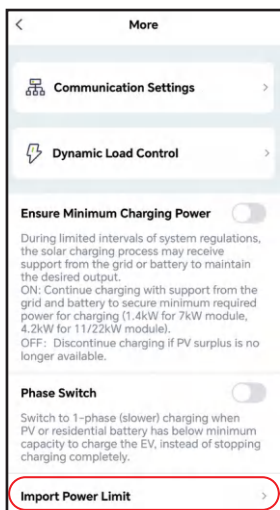 More
Communication Settings
Dynamic Load Control
Ensure Minimum Charging Power
During limited intervals of system regulations,
the solar charging process may receive
support from the grid or battery to maintain
the desired output.
ON: Continue charging with support from the
grid and battery to secure minimum required
power for charging (1.4kW for 7kW module,
4.2kW for 11/22kW module).
OFF: Discontinue charging if PV surplus is no
longer available.
Phase Switch
Switch to 1-phase (slower) charging when
PV or residential battery has below minimum
capacity to charge the EV, instead of stopping
charging completely.
Import Power Limit